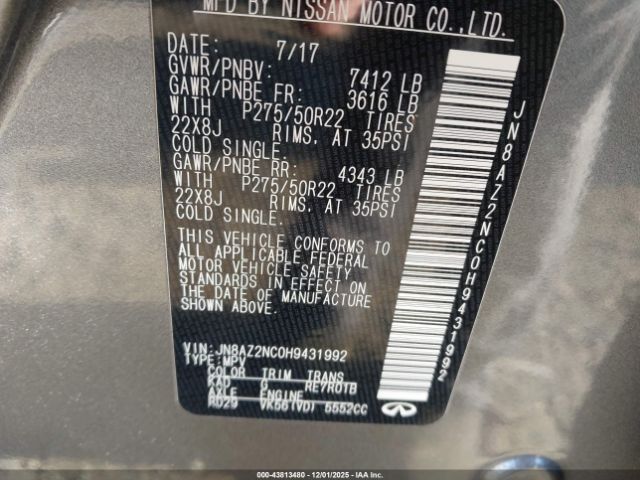 MFD BY NISSAN MOTOR CO.,LTD.
DATE: 7/17
GVWR/PNBV: 7412 LB
GAWR/PNBE FR: 3616 LB
WITH P275/50R22 TIRES
22X8J RIMS, AT 35PSI
COLD SINGLE.
GAWR/PNBE RR: 4343 LB
WITH P275/50R22 TIRES
22X8J RIMS, AT 35PSI
COLD SINGLE.
THIS VEHICLE CONFORMS TO
ALL APPLICABLE FEDERAL
MOTOR VEHICLE SAFETY
STANDARDS IN EFFECT ON
THE DATE OF MANUFACTURE
SHOWN ABOVE.
VIN: JN8AZ2NC0H9431992
TYPE: MPV
COLOR TRIM TRANS
KAD G RE7R01B
AXLE ENGINE
RD29 VK56(VD) 5552CC
JN8AZ2NC0H9431992
00-43813480 - 12/01/2025 - IAA, Inc.